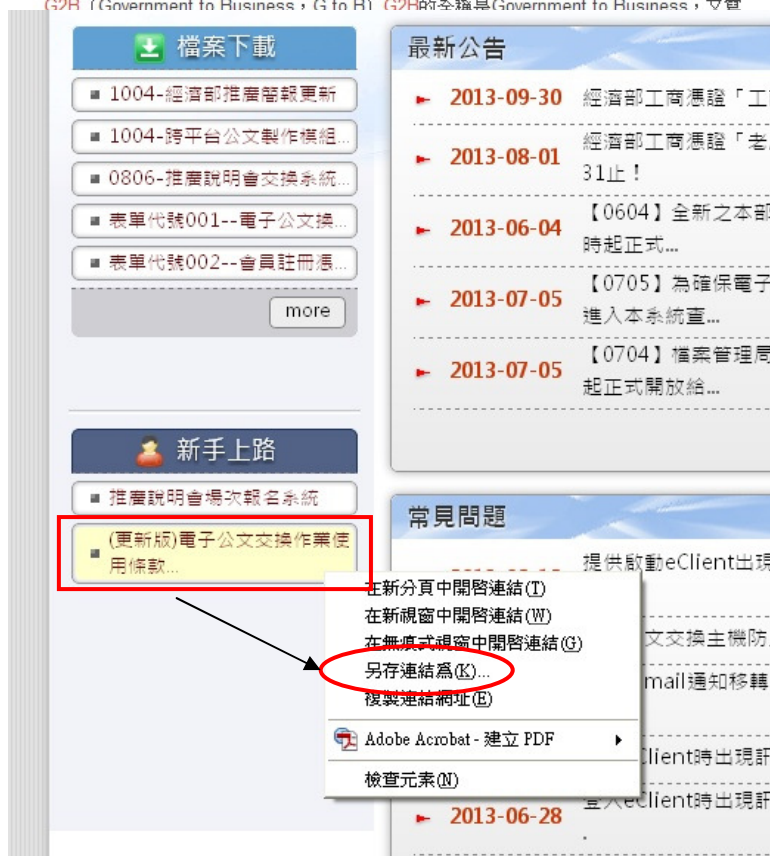 G2B（Government to Business，G to B）G2B的全稱是Government to Business，又寫
檔案下載
1004-經濟部推廣簡報更新
1004-跨平台公文製作模組...
0806-推廣說明會交換系統...
表單代號001--電子公文換...
表單代號002--會員註冊憑...
more
新手上路
推廣說明會場次報名系統
(更新版)電子公文交換作業使
用條款...
最新公告
2013-09-30 經濟部工商憑證「工
2013-08-01 經濟部工商憑證「老
31止！
2013-06-04 【0604】全新之本部
時起正式...
2013-07-05 【0705】為確保電子
進入本系統查...
2013-07-05 【0704】檔案管理局
起正式開放給...
常見問題
提供啟動eClient出現
文交換主機防
mail通知移轉
Client時出現訊
2013-06-28 登入eClient時出現訊
在新分頁中開啓連結(T)
在新視窗中開啓連結(W)
在無痕式視窗中開啓連結(G)
另存連結爲(K)...
複製連結網址(E)
Adobe Acrobat - 建立 PDF
檢查元素(N)